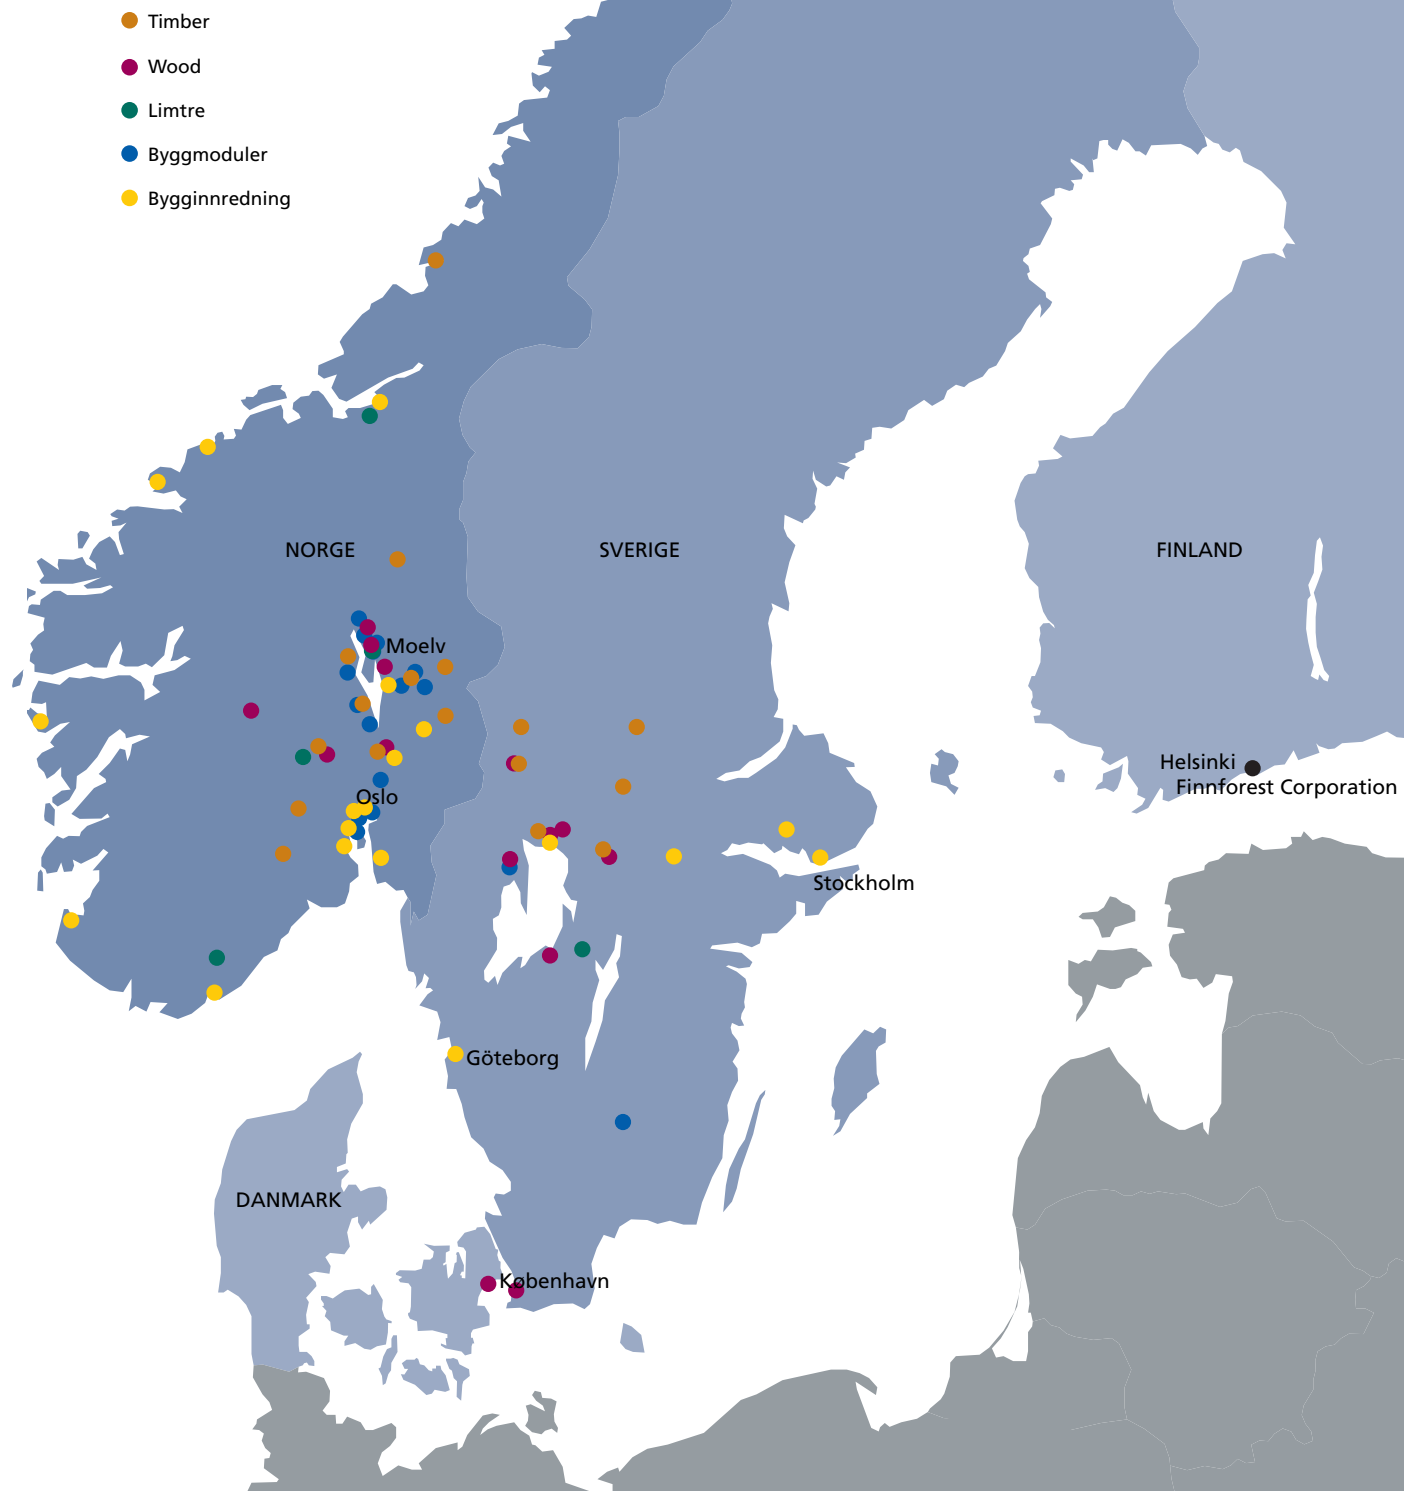 Timber
Wood
Limtre
Byggmoduler
Bygginnredning
NORGE
SVERIGE
FINLAND
Moelv
Helsinki
Finnforest Corporation
Oslo
Stockholm
Göteborg
DANMARK
København